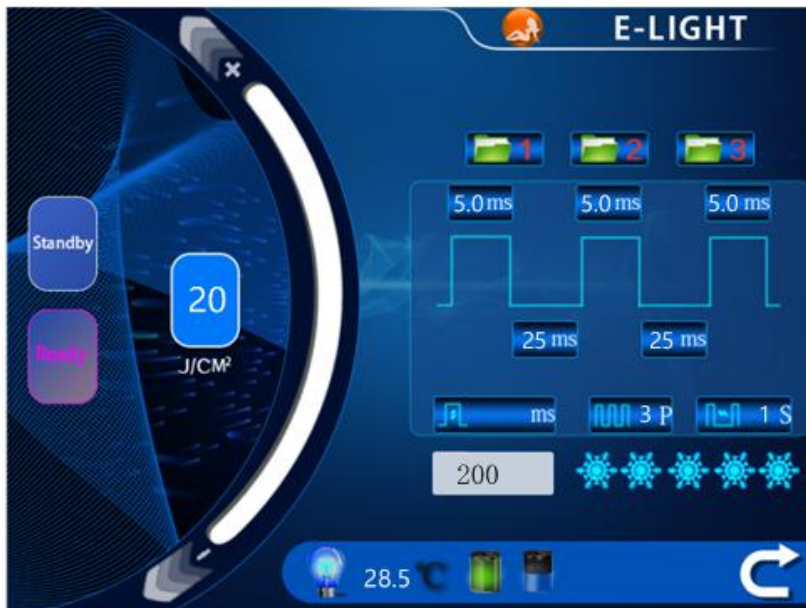 E-LIGHT
1 2 3
5.0 ms 5.0 ms 5.0 ms
Standby
20
Ready
J/CM²
25 ms 25 ms
ms 3 P 1 S
200
28.5 ℃